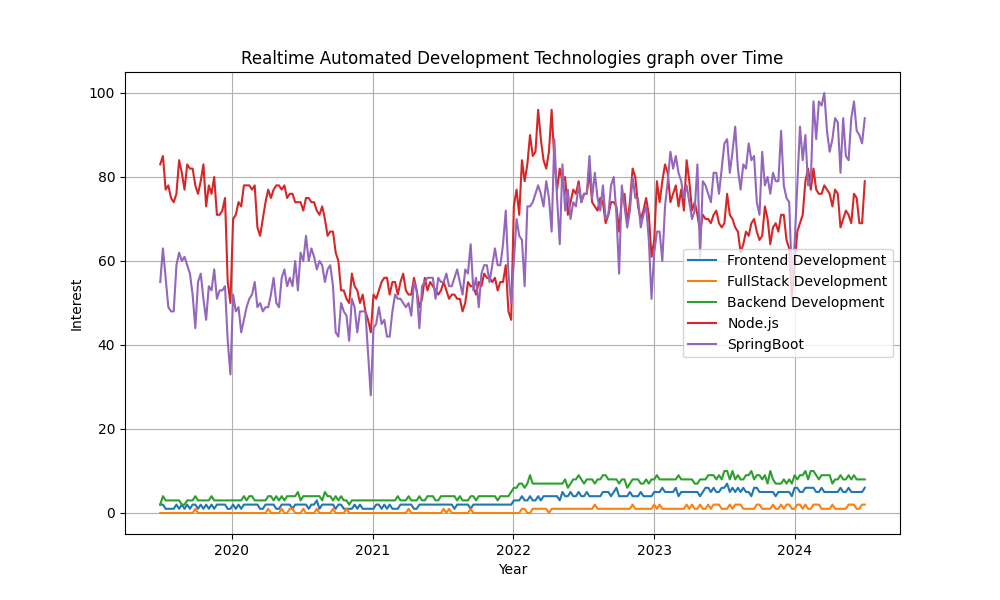 Realtime Automated Development Technologies graph over Time
Interest
100
80
60
40
20
0
Frontend Development
FullStack Development
Backend Development
Node.js
SpringBoot
2020
2021
2022
2023
2024
Year